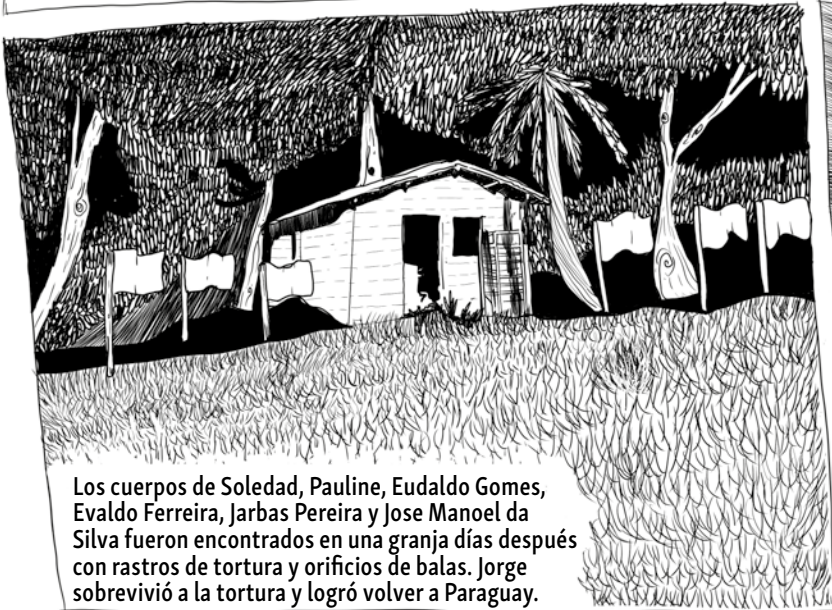 Los cuerpos de Soledad, Pauline, Eudaldo Gomes,
Evaldo Ferreira, Jarbas Pereira y Jose Manoel da
Silva fueron encontrados en una granja días después
con rastros de tortura y orificios de balas. Jorge
sobrevivió a la tortura y logró volver a Paraguay.